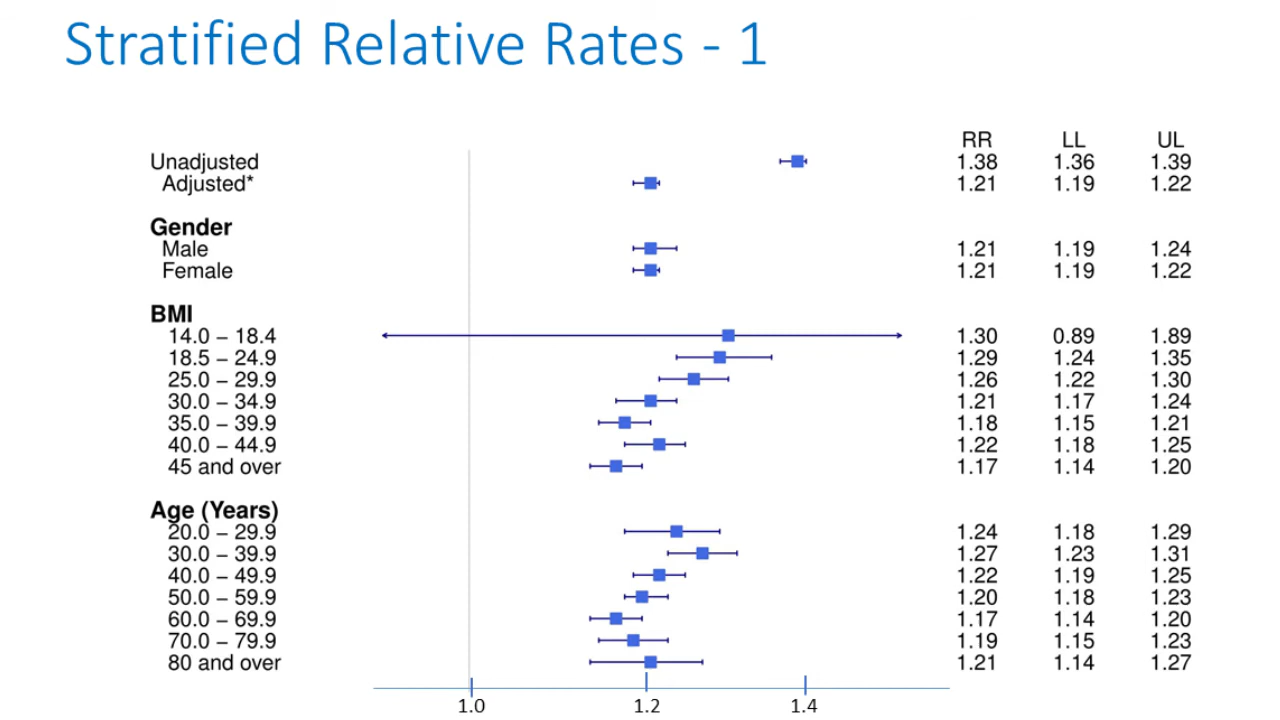 Stratified Relative Rates - 1
RR LL UL
Unadjusted 1.38 1.36 1.39
Adjusted* 1.21 1.19 1.22
Gender
Male 1.21 1.19 1.24
Female 1.21 1.19 1.22
BMI
14.0 – 18.4 1.30 0.89 1.89
18.5 – 24.9 1.29 1.24 1.35
25.0 – 29.9 1.26 1.22 1.30
30.0 – 34.9 1.21 1.17 1.24
35.0 – 39.9 1.18 1.15 1.21
40.0 – 44.9 1.22 1.18 1.25
45 and over 1.17 1.14 1.20
Age (Years)
20.0 – 29.9 1.24 1.18 1.29
30.0 – 39.9 1.27 1.23 1.31
40.0 – 49.9 1.22 1.19 1.25
50.0 – 59.9 1.20 1.18 1.23
60.0 – 69.9 1.17 1.14 1.20
70.0 – 79.9 1.19 1.15 1.23
80 and over 1.21 1.14 1.27
1.0 1.2 1.4